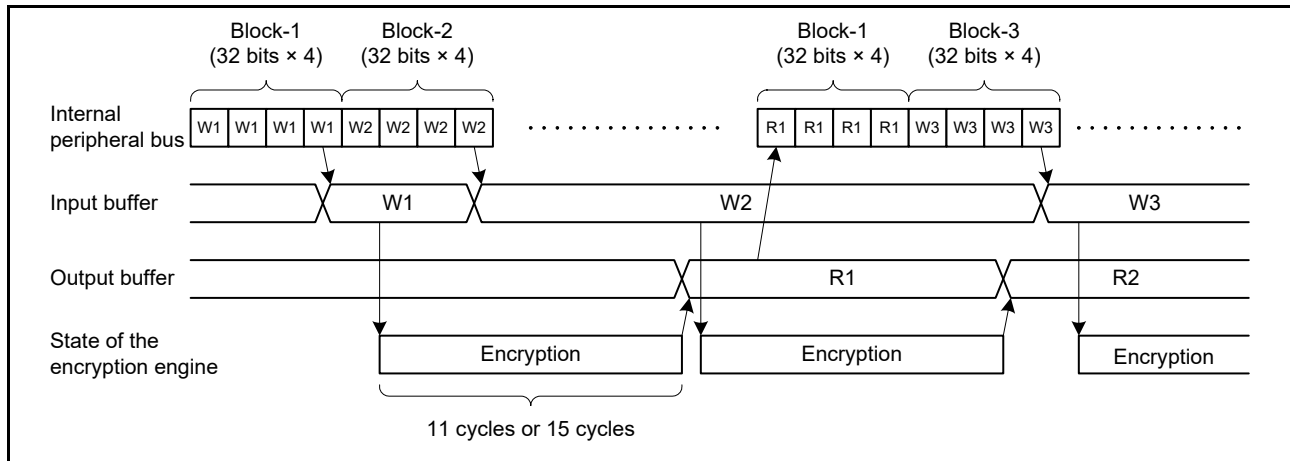 Block-1 Block-2 Block-1 Block-3
(32 bits × 4) (32 bits × 4) (32 bits × 4) (32 bits × 4)
Internal
peripheral bus
W1 W1 W1 W1 W2 W2 W2 W2 R1 R1 R1 R1 W3 W3 W3 W3
Input buffer W1 W2 W3
Output buffer R1 R2
State of the
encryption engine
Encryption Encryption Encryption
11 cycles or 15 cycles